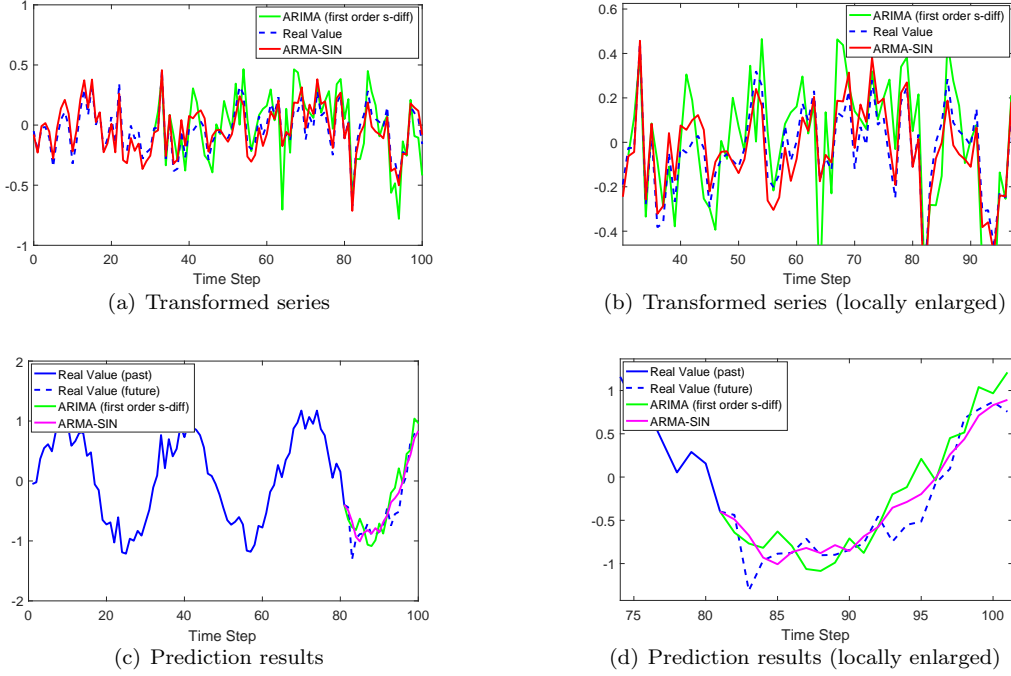 1
0.5
0
-0.5
-1
0 20 40 60 80 100
Time Step
ARIMA (first order s-diff)
Real Value
ARMA-SIN
(a) Transformed series
0.6
0.4
0.2
0
-0.2
-0.4
40 50 60 70 80 90
Time Step
ARIMA (first order s-diff)
Real Value
ARMA-SIN
(b) Transformed series (locally enlarged)
2
1
0
-1
-2
0 20 40 60 80 100
Time Step
Real Value (past)
Real Value (future)
ARIMA (first order s-diff)
ARMA-SIN
(c) Prediction results
1
0.5
0
-0.5
-1
75 80 85 90 95 100
Time Step
Real Value (past)
Real Value (future)
ARIMA (first order s-diff)
ARMA-SIN
(d) Prediction results (locally enlarged)